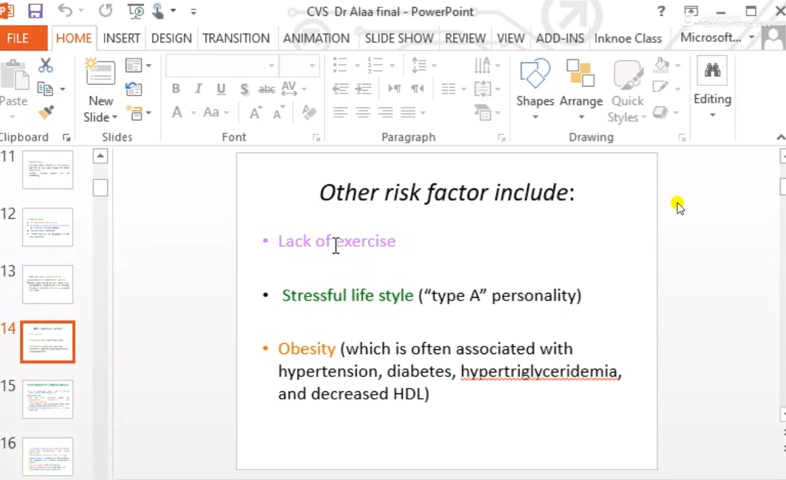 CVS Dr Alaa final - PowerPoint
FILE HOME INSERT DESIGN TRANSITION ANIMATION SLIDE SHOW REVIEW VIEW ADD-INS Inknoe Class Microsoft...
Paste
New
Slide
B I U S abc AV
A Aa A A
Shapes Arrange Quick
Styles
Editing
Clipboard Slides Font Paragraph Drawing
11
12
13
14
15
16
Other risk factor include:
• Lack of exercise
• Stressful life style (“type A” personality)
• Obesity (which is often associated with
hypertension, diabetes, hypertriglyceridemia,
and decreased HDL)